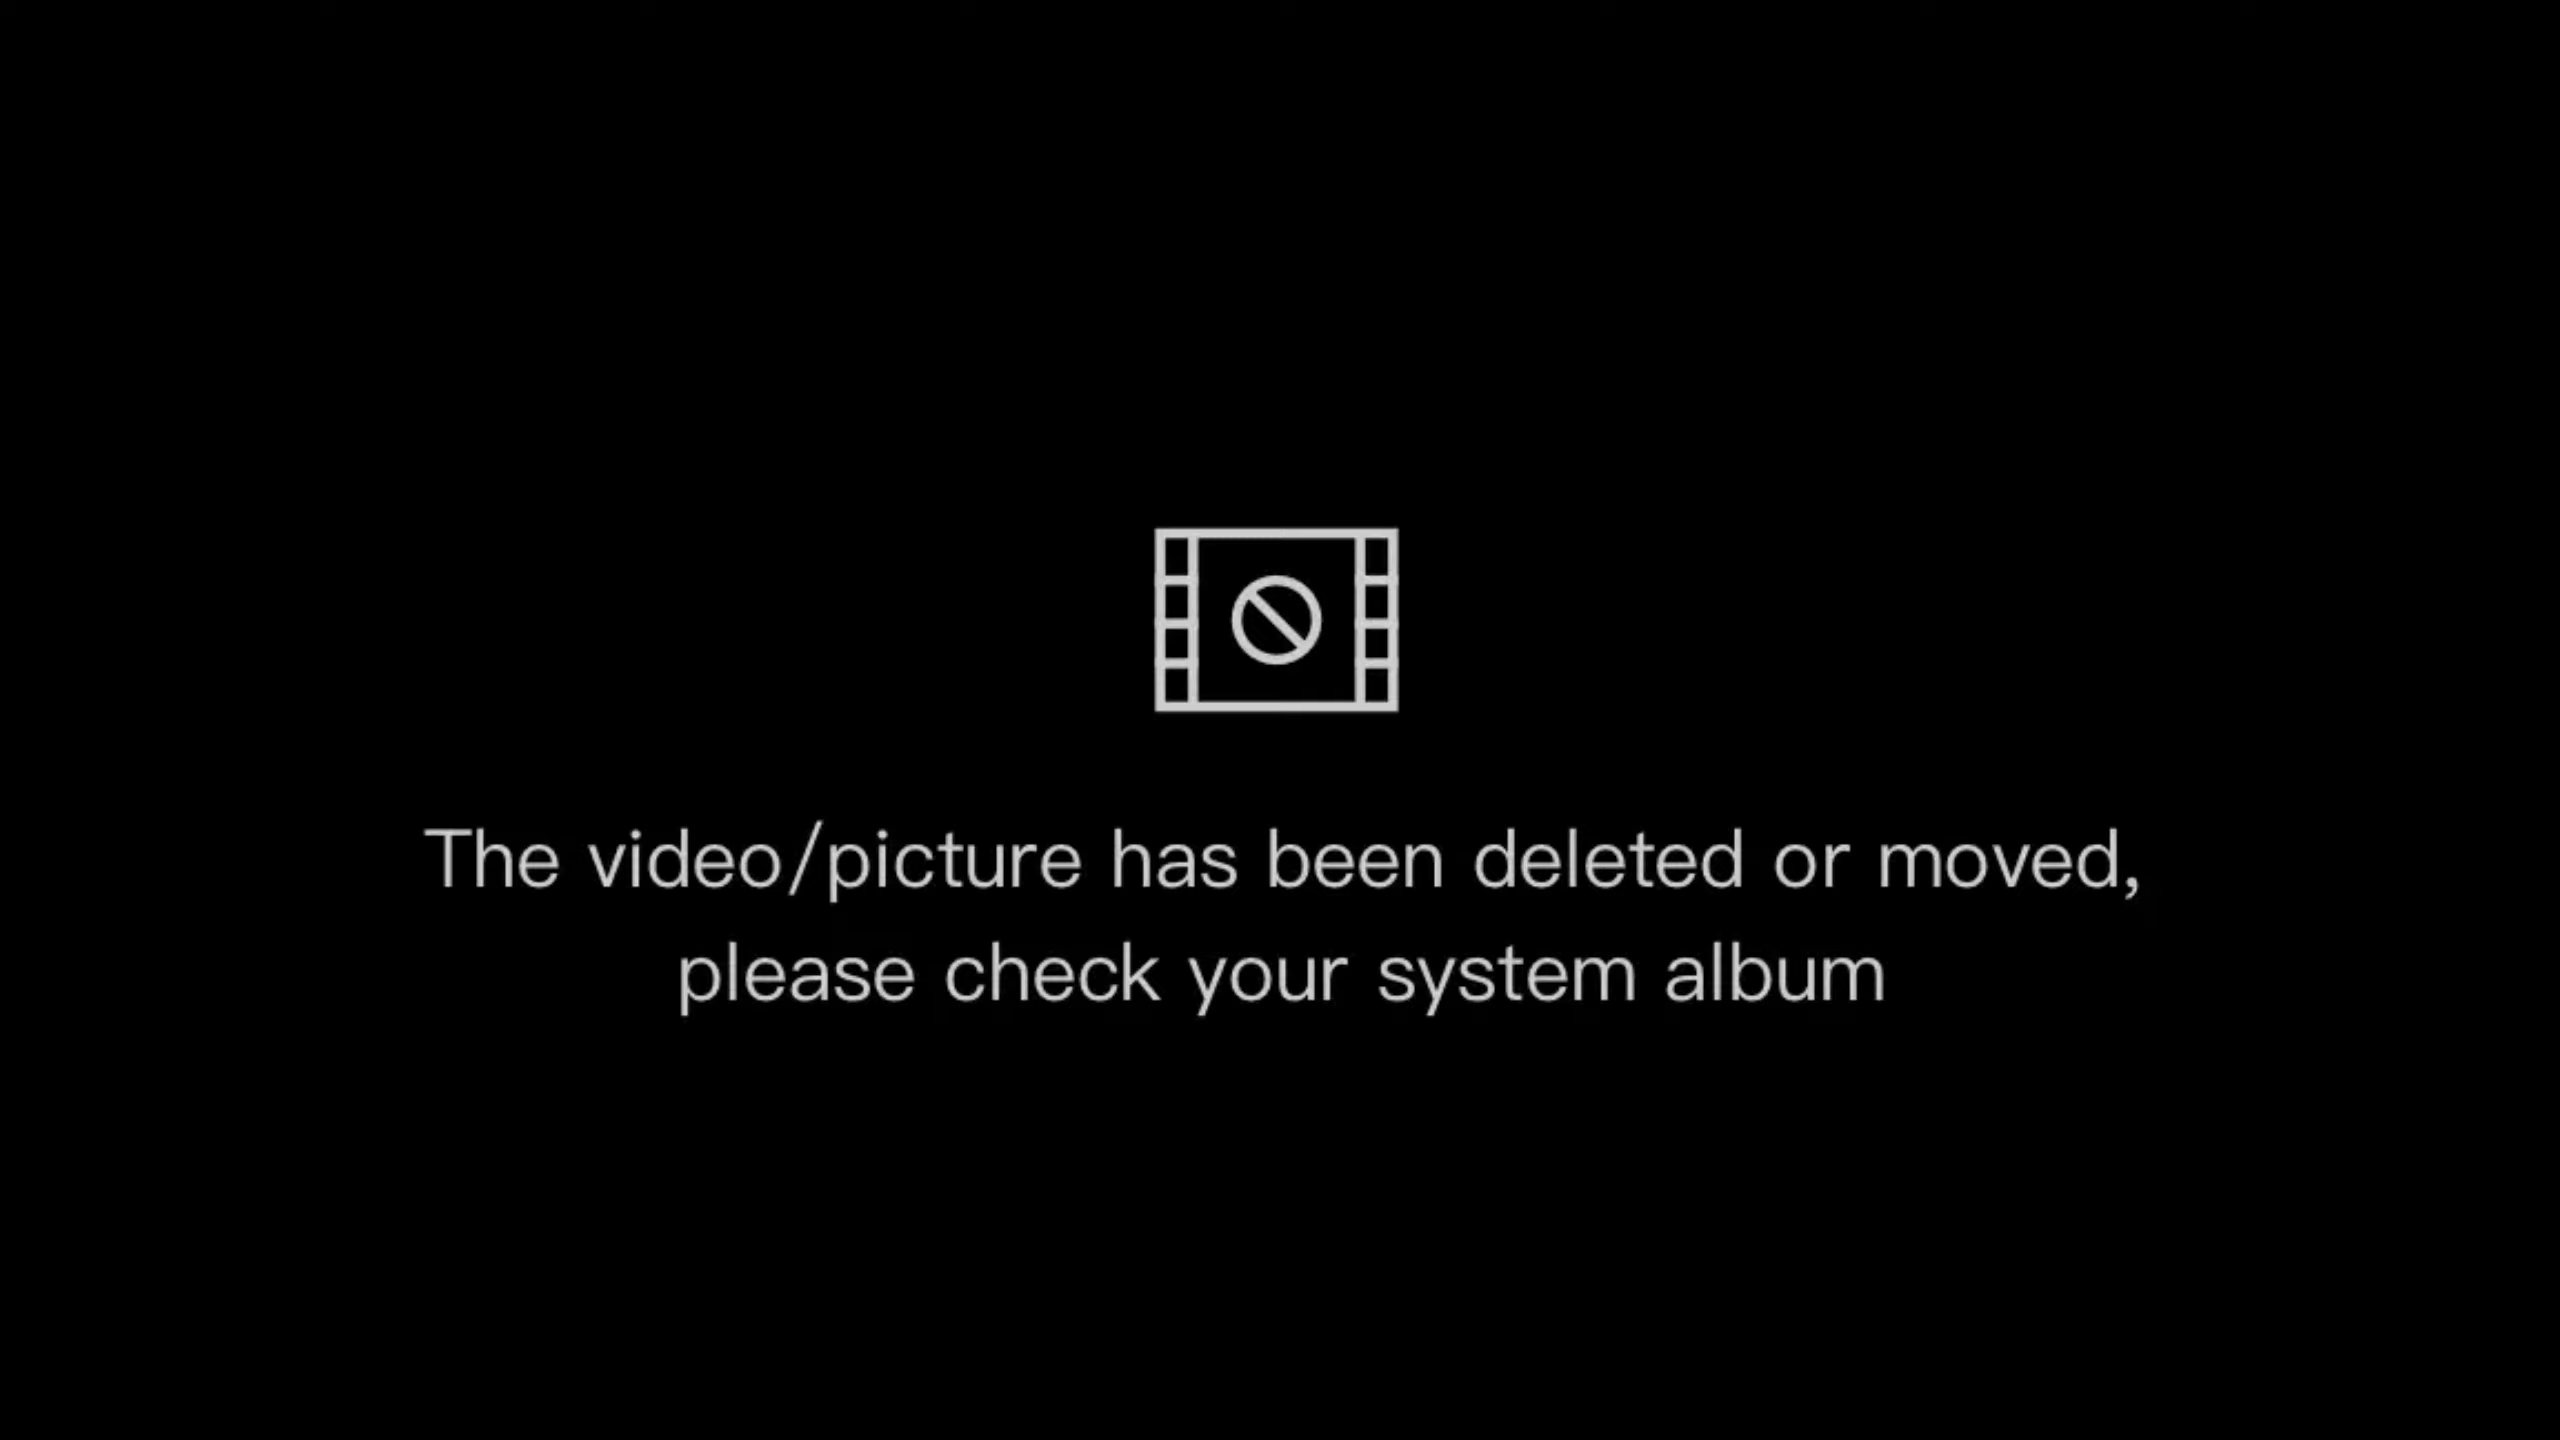 The video/picture has been deleted or moved,
please check your system album